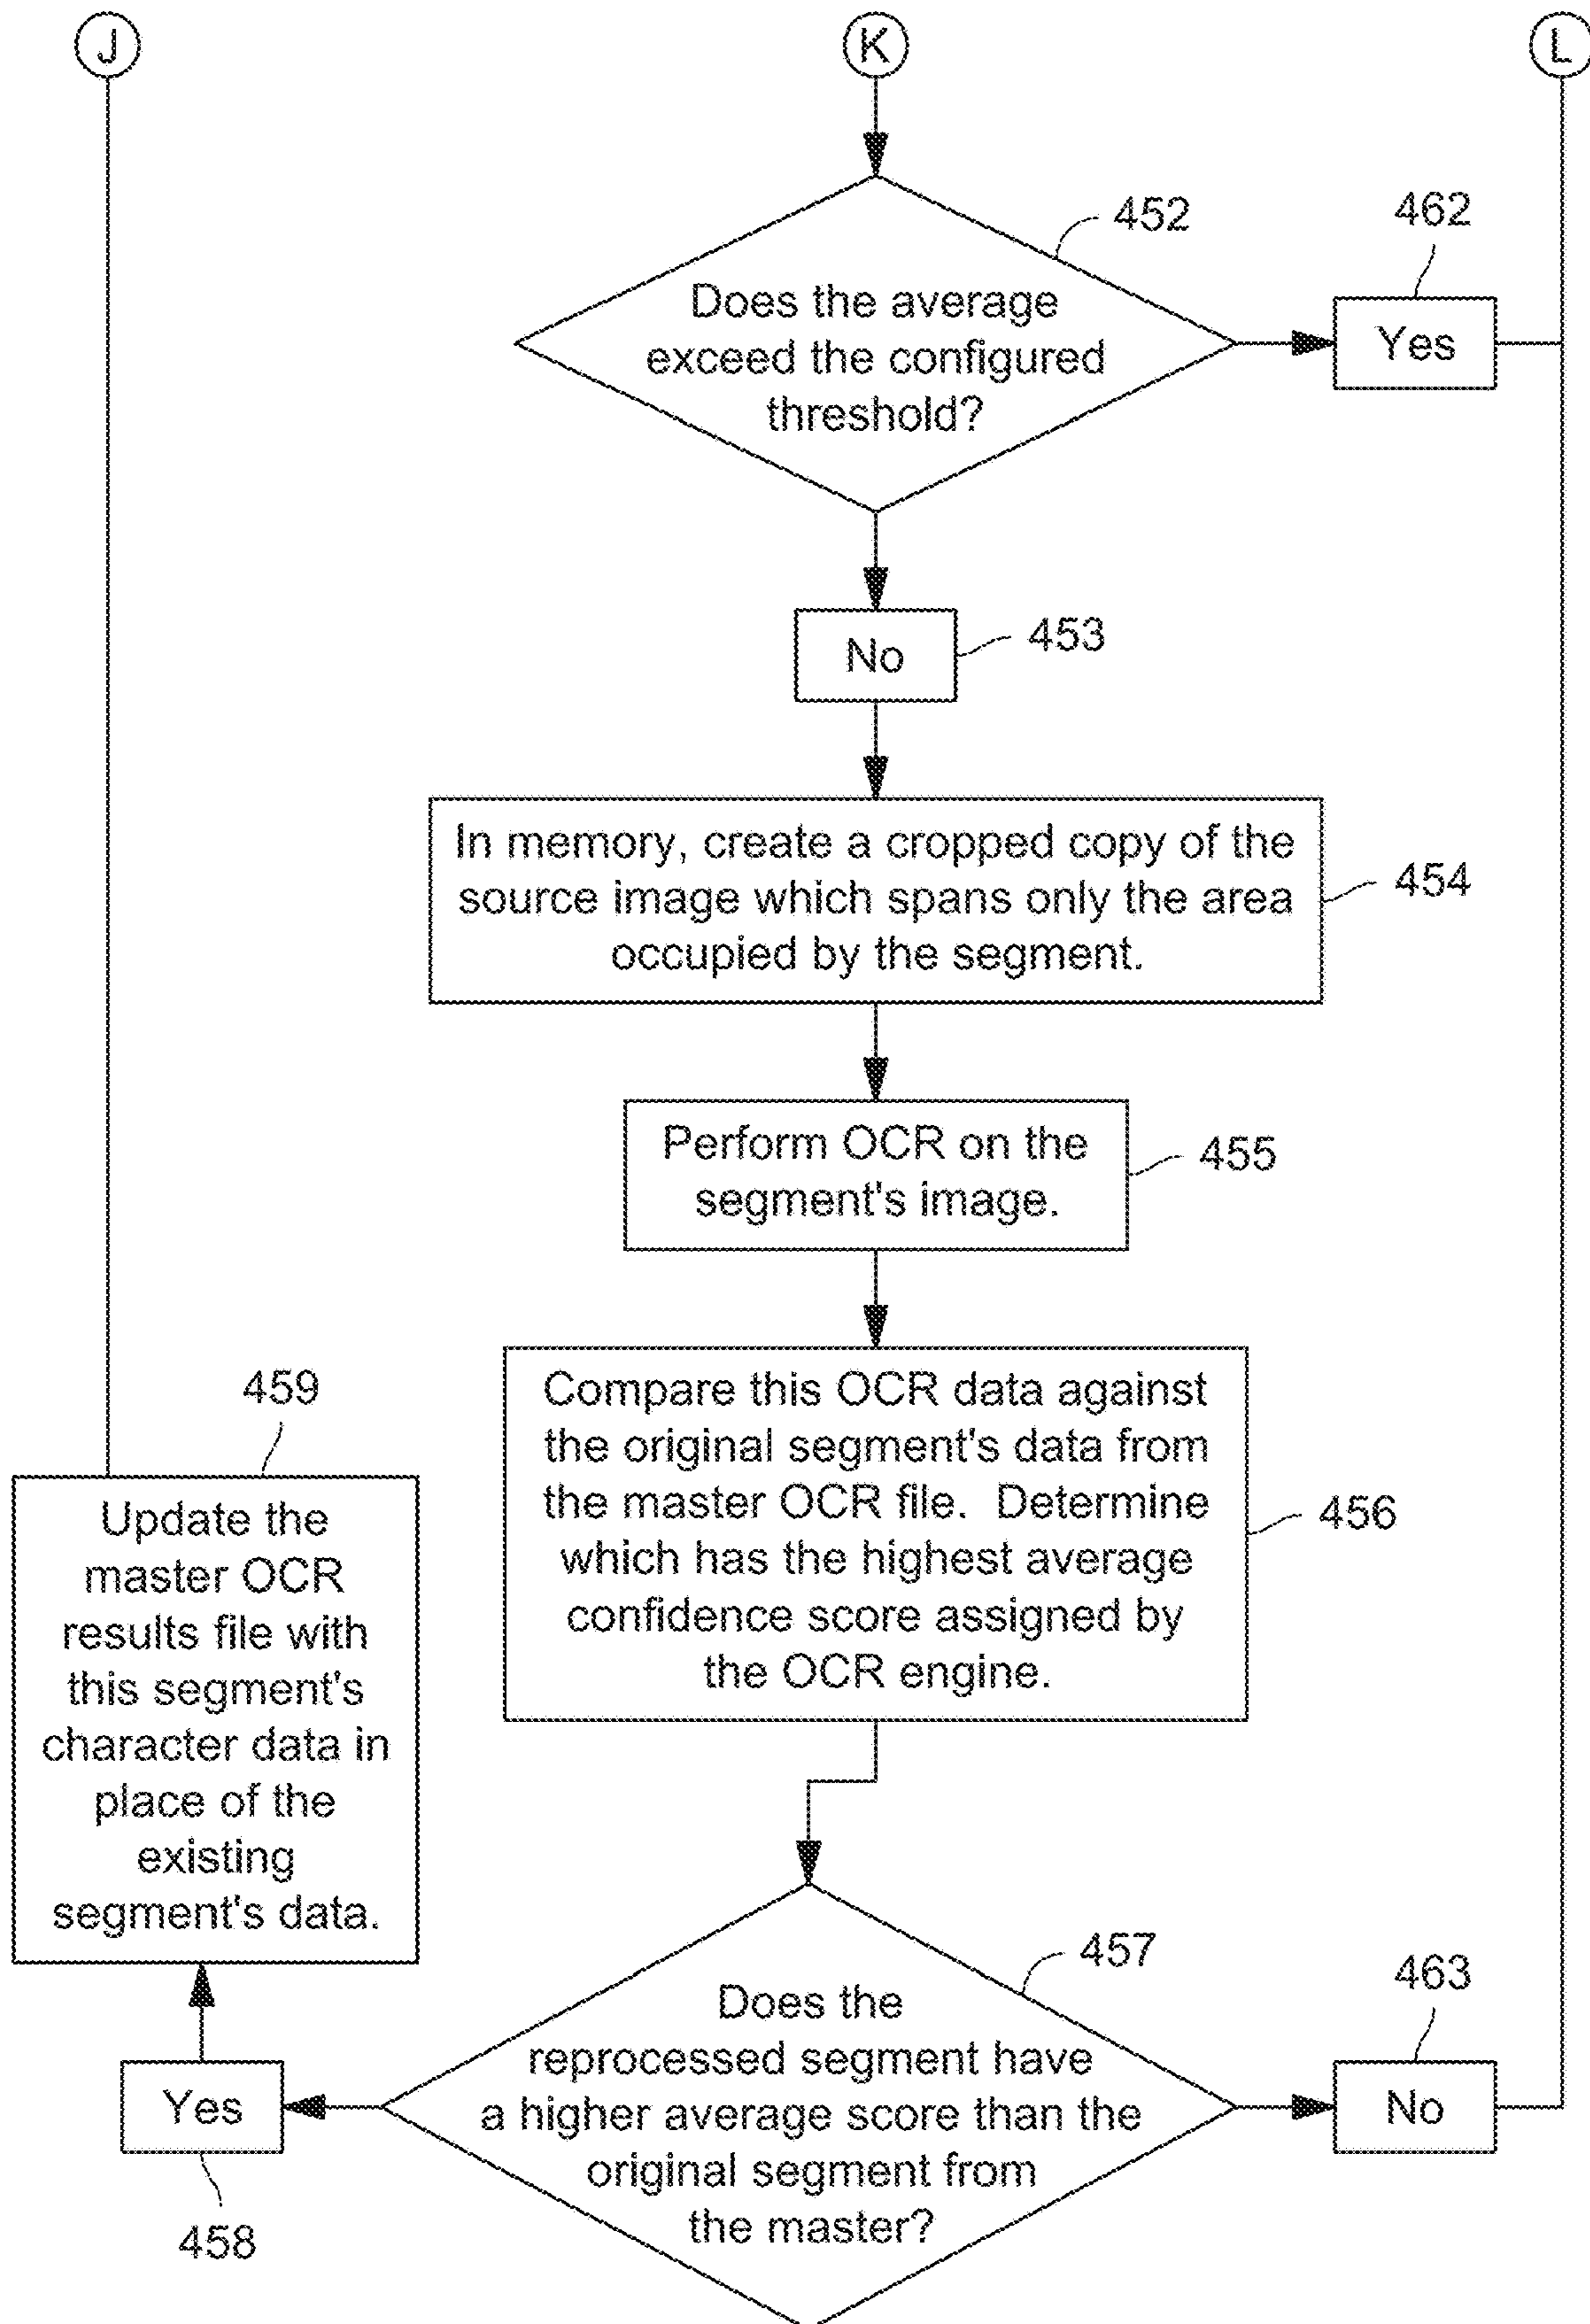 J
K
L
452
462
Does the average
exceed the configured
threshold?
Yes
No
453
In memory, create a cropped copy of the
source image which spans only the area
occupied by the segment.
454
Perform OCR on the
segment's image.
455
Compare this OCR data against
the original segment's data from
the master OCR file.  Determine
which has the highest average
confidence score assigned by
the OCR engine.
456
459
Update the
master OCR
results file with
this segment's
character data in
place of the
existing
segment's data.
457
463
Does the
reprocessed segment have
a higher average score than the
original segment from
the master?
Yes
No
458